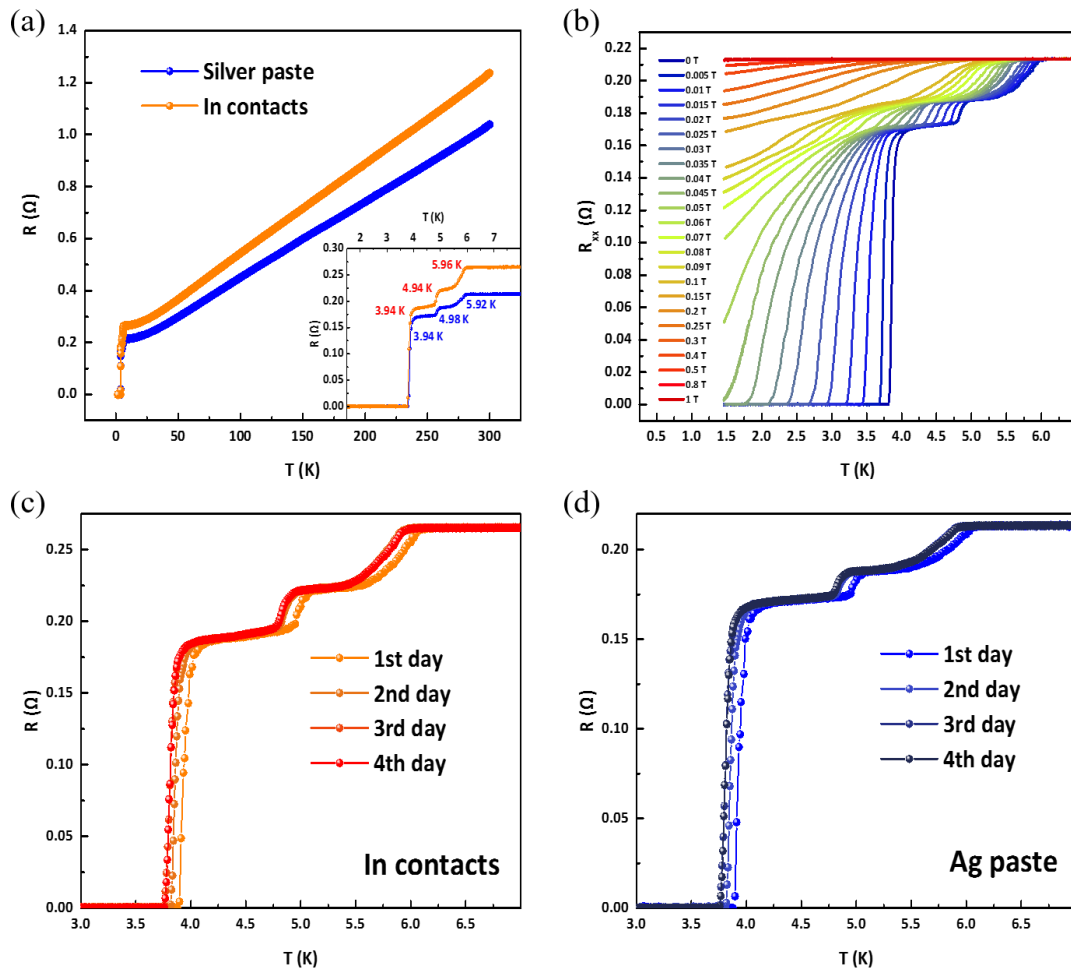 (a)
1.4
1.2
1.0
0.8
0.6
0.4
0.2
0.0
R (Ω)
Silver paste
In contacts
0 50 100 150 200 250 300
T (K)
T (K)
2 3 4 5 6 7
0.30
0.25
0.20
0.15
0.10
0.05
0.00
R (Ω)
5.96 K
4.94 K
3.94 K
5.92 K
4.98 K
3.94 K
(b)
0.22
0.20
0.18
0.16
0.14
0.12
0.10
0.08
0.06
0.04
0.02
0.00
Rxx (Ω)
0 T
0.005 T
0.01 T
0.015 T
0.02 T
0.025 T
0.03 T
0.035 T
0.04 T
0.045 T
0.05 T
0.06 T
0.07 T
0.08 T
0.09 T
0.1 T
0.15 T
0.2 T
0.25 T
0.3 T
0.4 T
0.5 T
0.8 T
1 T
0.5 1.0 1.5 2.0 2.5 3.0 3.5 4.0 4.5 5.0 5.5 6.0
T (K)
(c)
0.25
0.20
0.15
0.10
0.05
0.00
R (Ω)
1st day
2nd day
3rd day
4th day
In contacts
3.0 3.5 4.0 4.5 5.0 5.5 6.0 6.5
T (K)
(d)
0.20
0.15
0.10
0.05
0.00
R (Ω)
1st day
2nd day
3rd day
4th day
Ag paste
3.0 3.5 4.0 4.5 5.0 5.5 6.0 6.5
T (K)